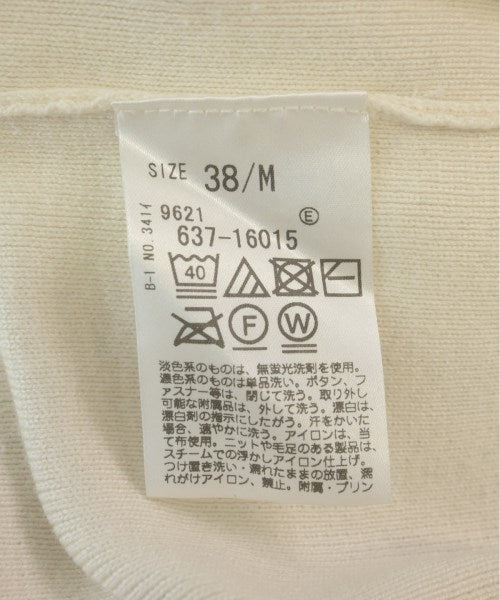 SIZE 38/M
B-I NO. 3414
9621 E
637-16015
40
F W
淡色系のものは、無蛍光洗剤を使用。
濃色系のものは単品洗い。ボタン、フ
ァスナー等は、閉じて洗う。取り外し
可能な附属品は、外して洗う。漂白は、
漂白剤の指示にしたがう。汗をかいた
場合、速やかに洗う。アイロンは、当
て布使用。ニットや毛足のある製品は、
スチームでの浮かしアイロン仕上げ。
つけ置き洗い・濡れたままの放置、濡
れがけアイロン、禁止。附属・プリン